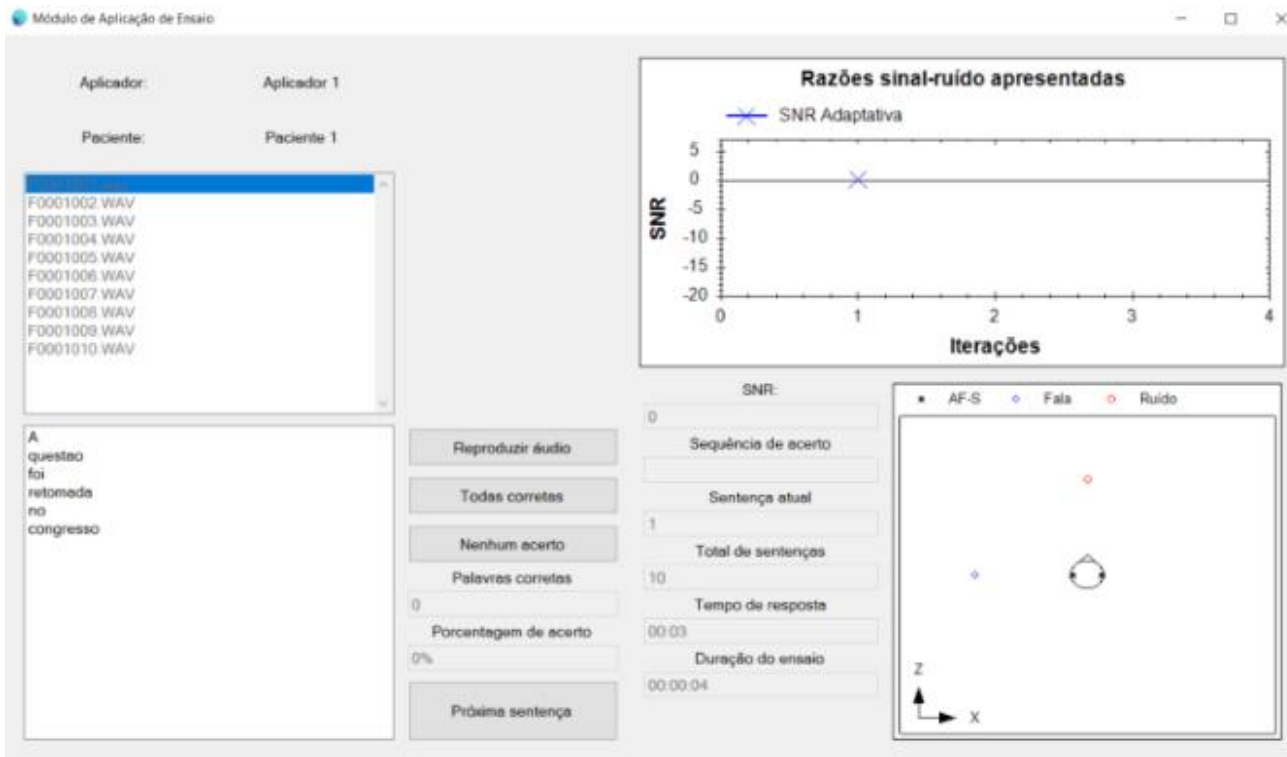 Módulo de Aplicação de Ensaio
Aplicador: Aplicador 1
Paciente: Paciente 1
F0001002.WAV
F0001003.WAV
F0001004.WAV
F0001005.WAV
F0001006.WAV
F0001007.WAV
F0001008.WAV
F0001009.WAV
F0001010.WAV
A
questao
foi
retomada
no
congresso
Reproduzir áudio
Todas corretas
Nenhum acerto
Palavras corretas
0
Porcentagem de acerto
0%
Próxima sentença
Razões sinal-ruído apresentadas
SNR Adaptativa
SNR
5
0
-5
-10
-15
-20
0 1 2 3 4
Iterações
SNR:
0
Sequência de acerto
Sentença atual
1
Total de sentenças
10
Tempo de resposta
00:03
Duração do ensaio
00:00:04
AF-S Fala Ruído
Z
X